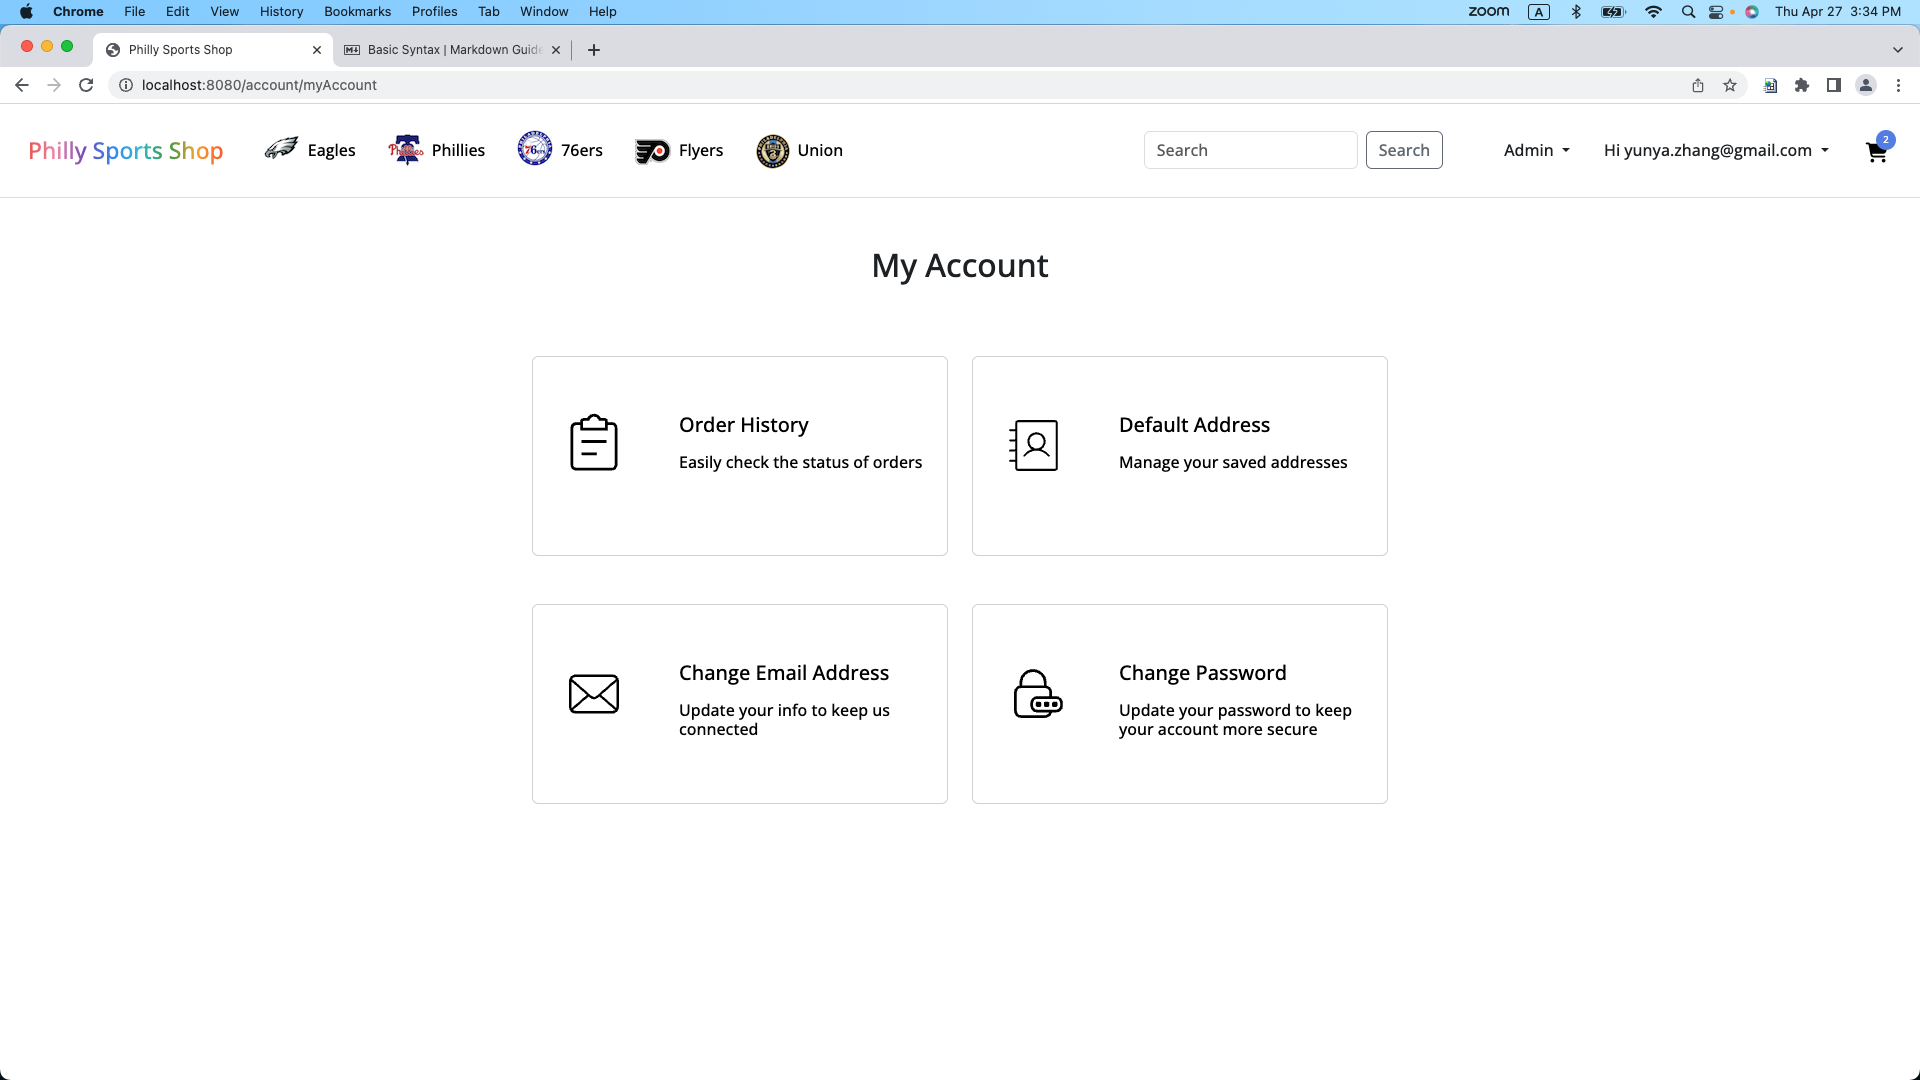 Chrome File Edit View History Bookmarks Profiles Tab Window Help zoom A Thu Apr 27 3:34 PM
Philly Sports Shop Basic Syntax | Markdown Guide
localhost:8080/account/myAccount
Philly Sports Shop Eagles Phillies Phillies 76ers 76ers Flyers Union Search Search Admin Hi yunya.zhang@gmail.com 2
My Account
Order History
Easily check the status of orders
Default Address
Manage your saved addresses
Change Email Address
Update your info to keep us
connected
Change Password
Update your password to keep
your account more secure